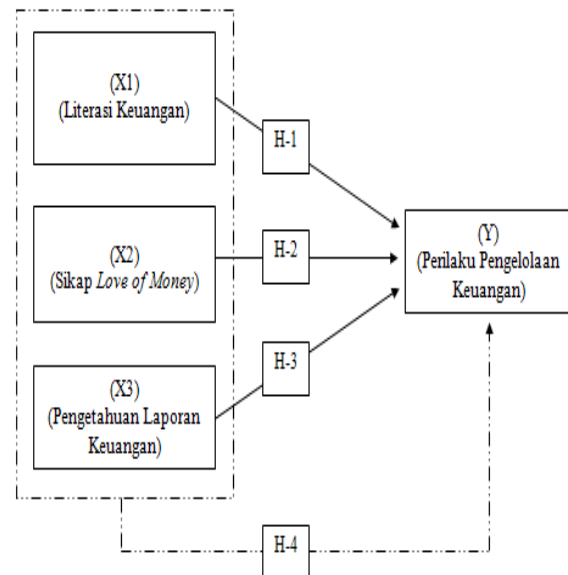 (X1)
(Literasi Keuangan)
H-1
(X2)
(Sikap Love of Money)
H-2
(Y)
(Perilaku Pengelolaan
Keuangan)
(X3)
(Pengetahuan Laporan
Keuangan)
H-3
H-4